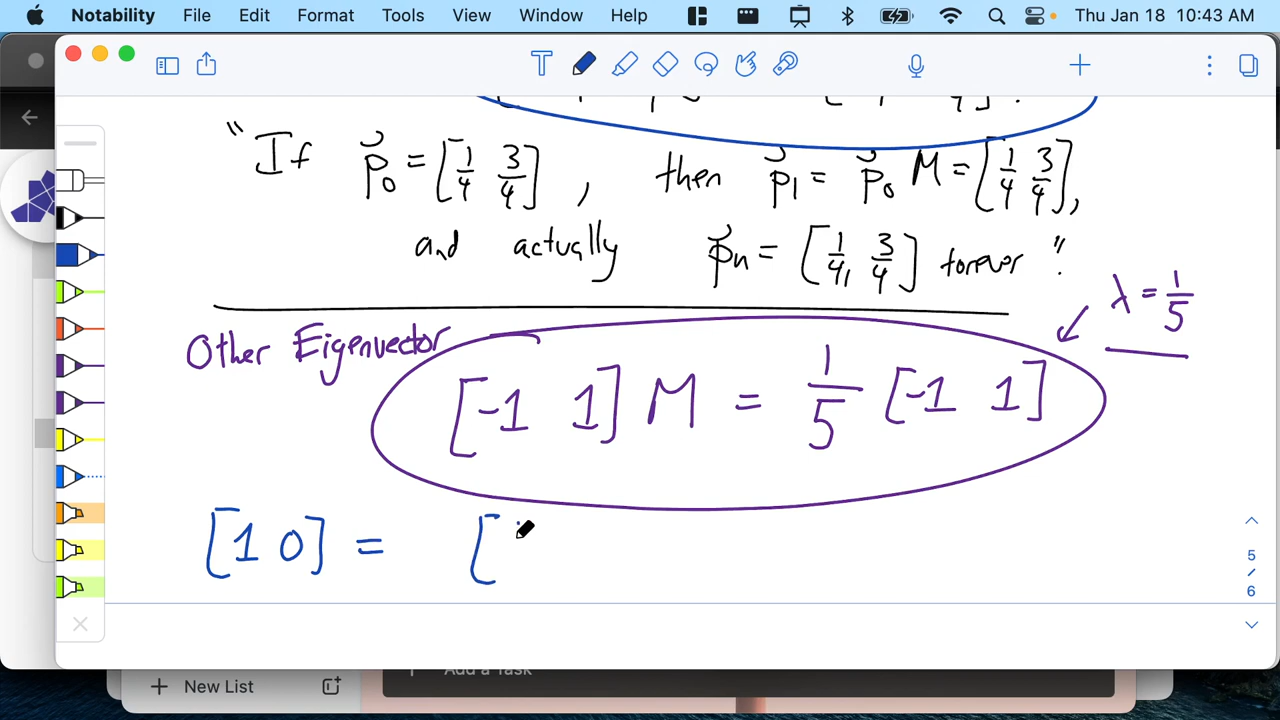 Notability File Edit Format Tools View Window Help Thu Jan 18 10:43 AM
"If p⃗0 = [1/4 3/4], then p⃗1 = p⃗0 M = [1/4 3/4],
and actually p⃗n = [1/4, 3/4] forever".
λ = 1/5
Other Eigenvector
[-1 1] M = 1/5 [-1 1]
[1 0] = [
5
/
6
New List
Add a Task